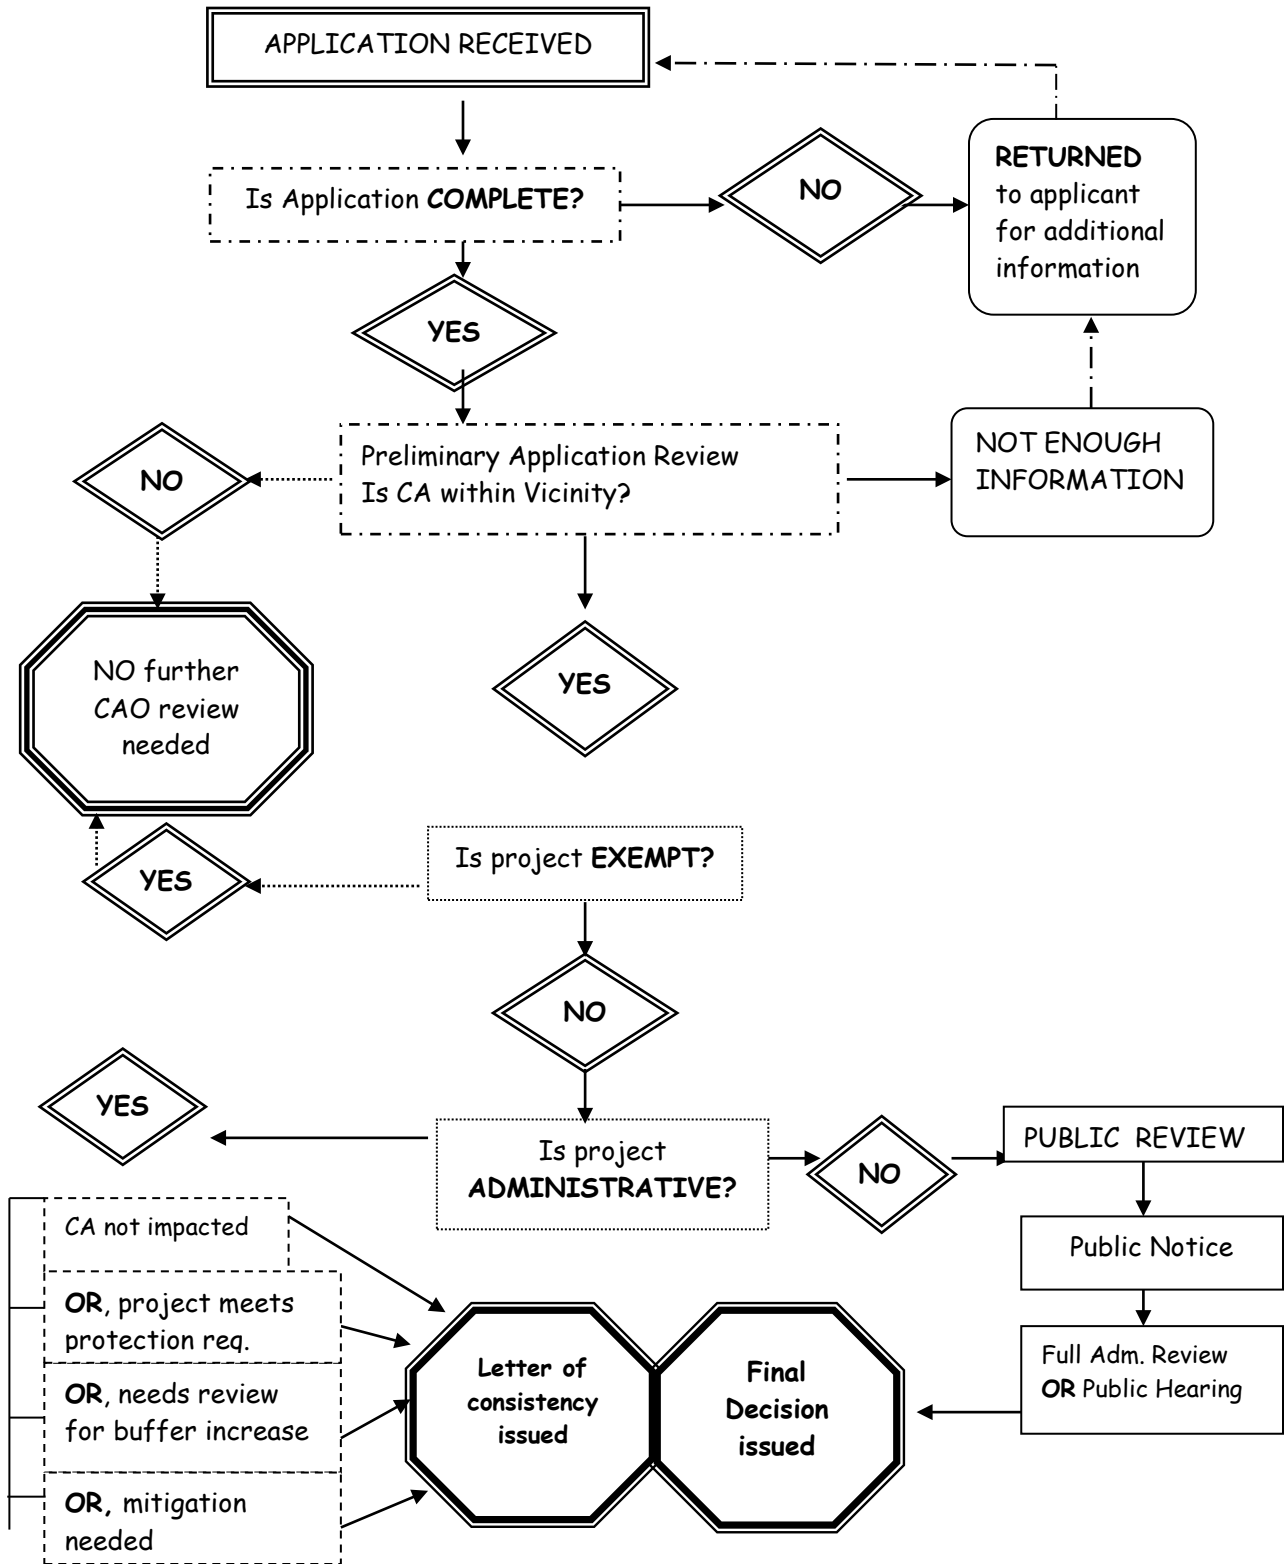 APPLICATION RECEIVED
Is Application COMPLETE?
NO
RETURNED
to applicant
for additional
information
YES
NO
Preliminary Application Review
Is CA within Vicinity?
NOT ENOUGH
INFORMATION
NO further
CAO review
needed
YES
Is project EXEMPT?
YES
NO
YES
Is project
ADMINISTRATIVE?
NO
PUBLIC REVIEW
Public Notice
Full Adm. Review
OR Public Hearing
CA not impacted
OR, project meets
protection req.
OR, needs review
for buffer increase
OR, mitigation
needed
Letter of
consistency
issued
Final
Decision
issued